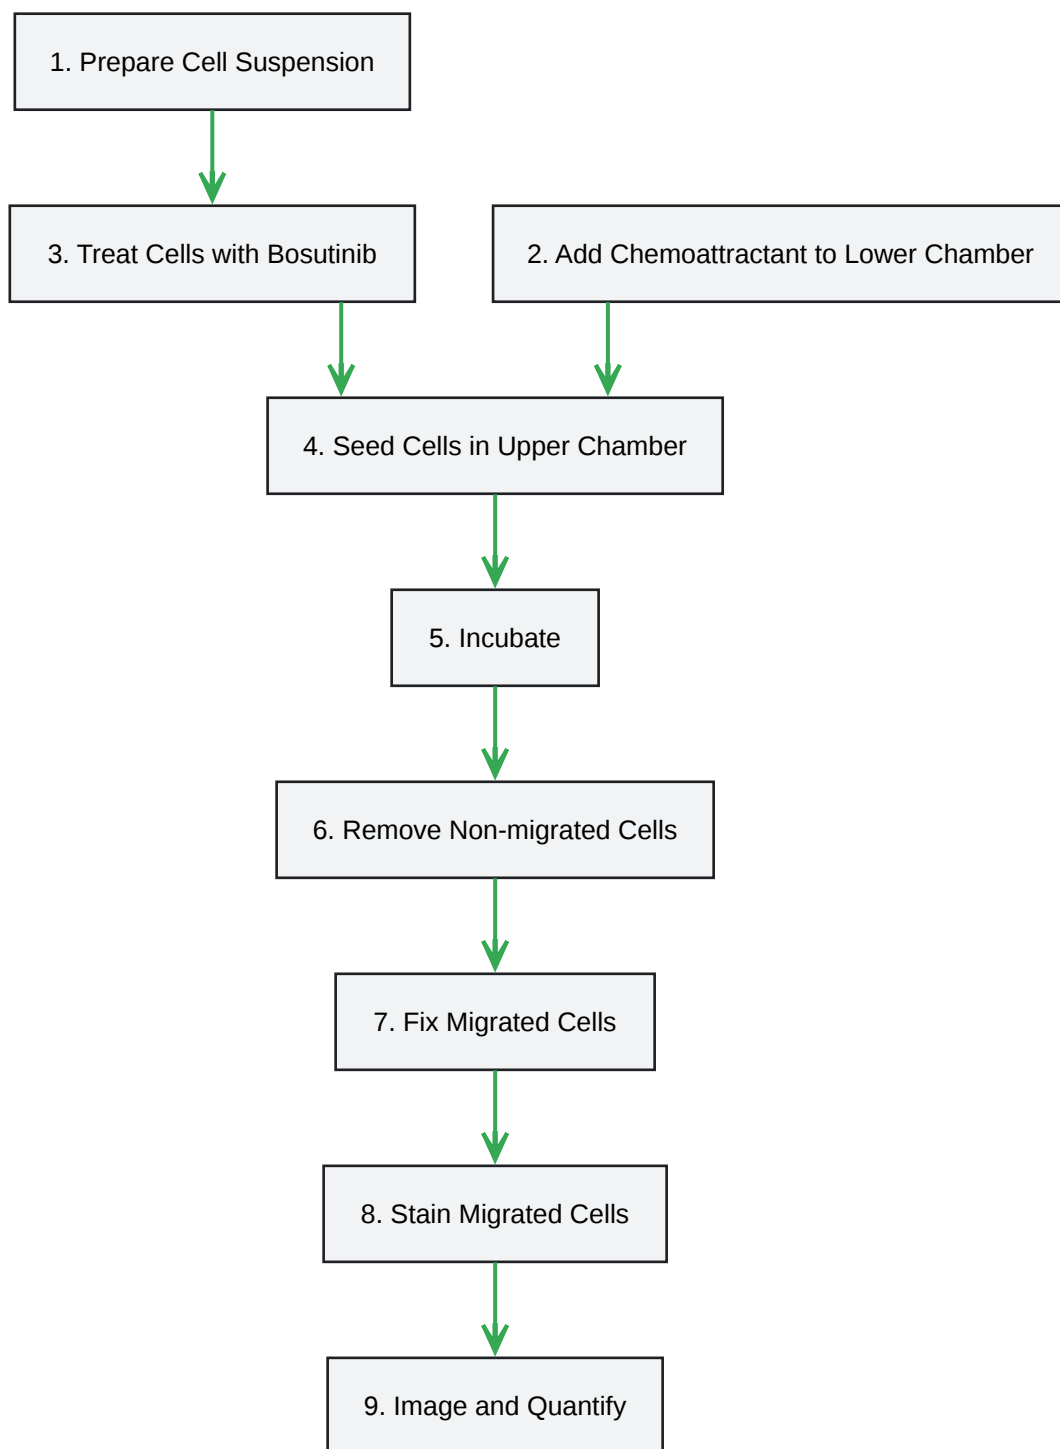 1. Prepare Cell Suspension
3. Treat Cells with Bosutinib
2. Add Chemoattractant to Lower Chamber
4. Seed Cells in Upper Chamber
5. Incubate
6. Remove Non-migrated Cells
7. Fix Migrated Cells
8. Stain Migrated Cells
9. Image and Quantify